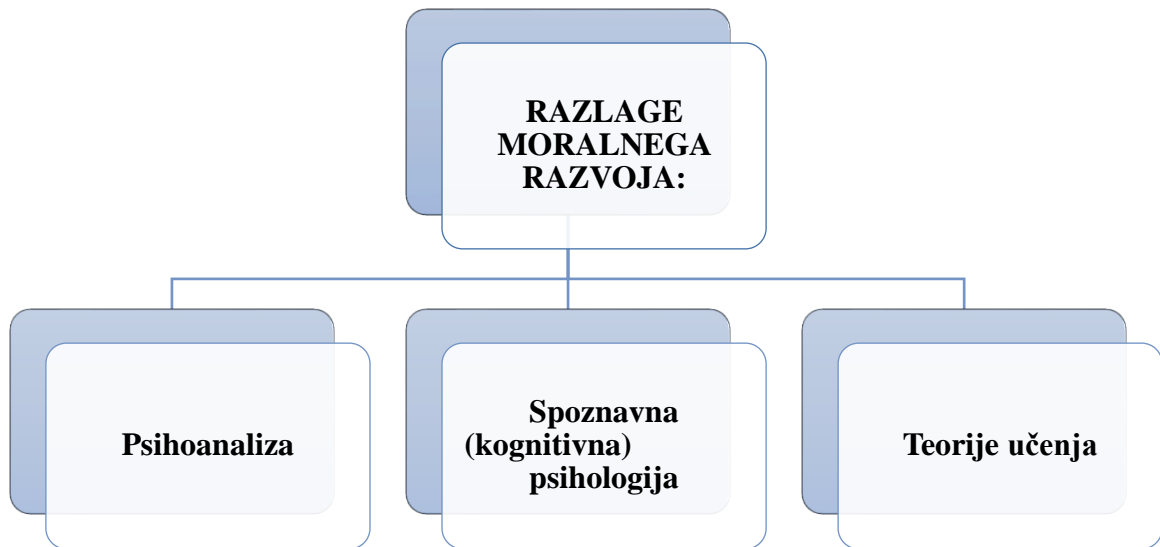 RAZLAGE
MORALNEGA
RAZVOJA:
Psihoanaliza
Spoznavna
(kognitivna)
psihologija
Teorije učenja